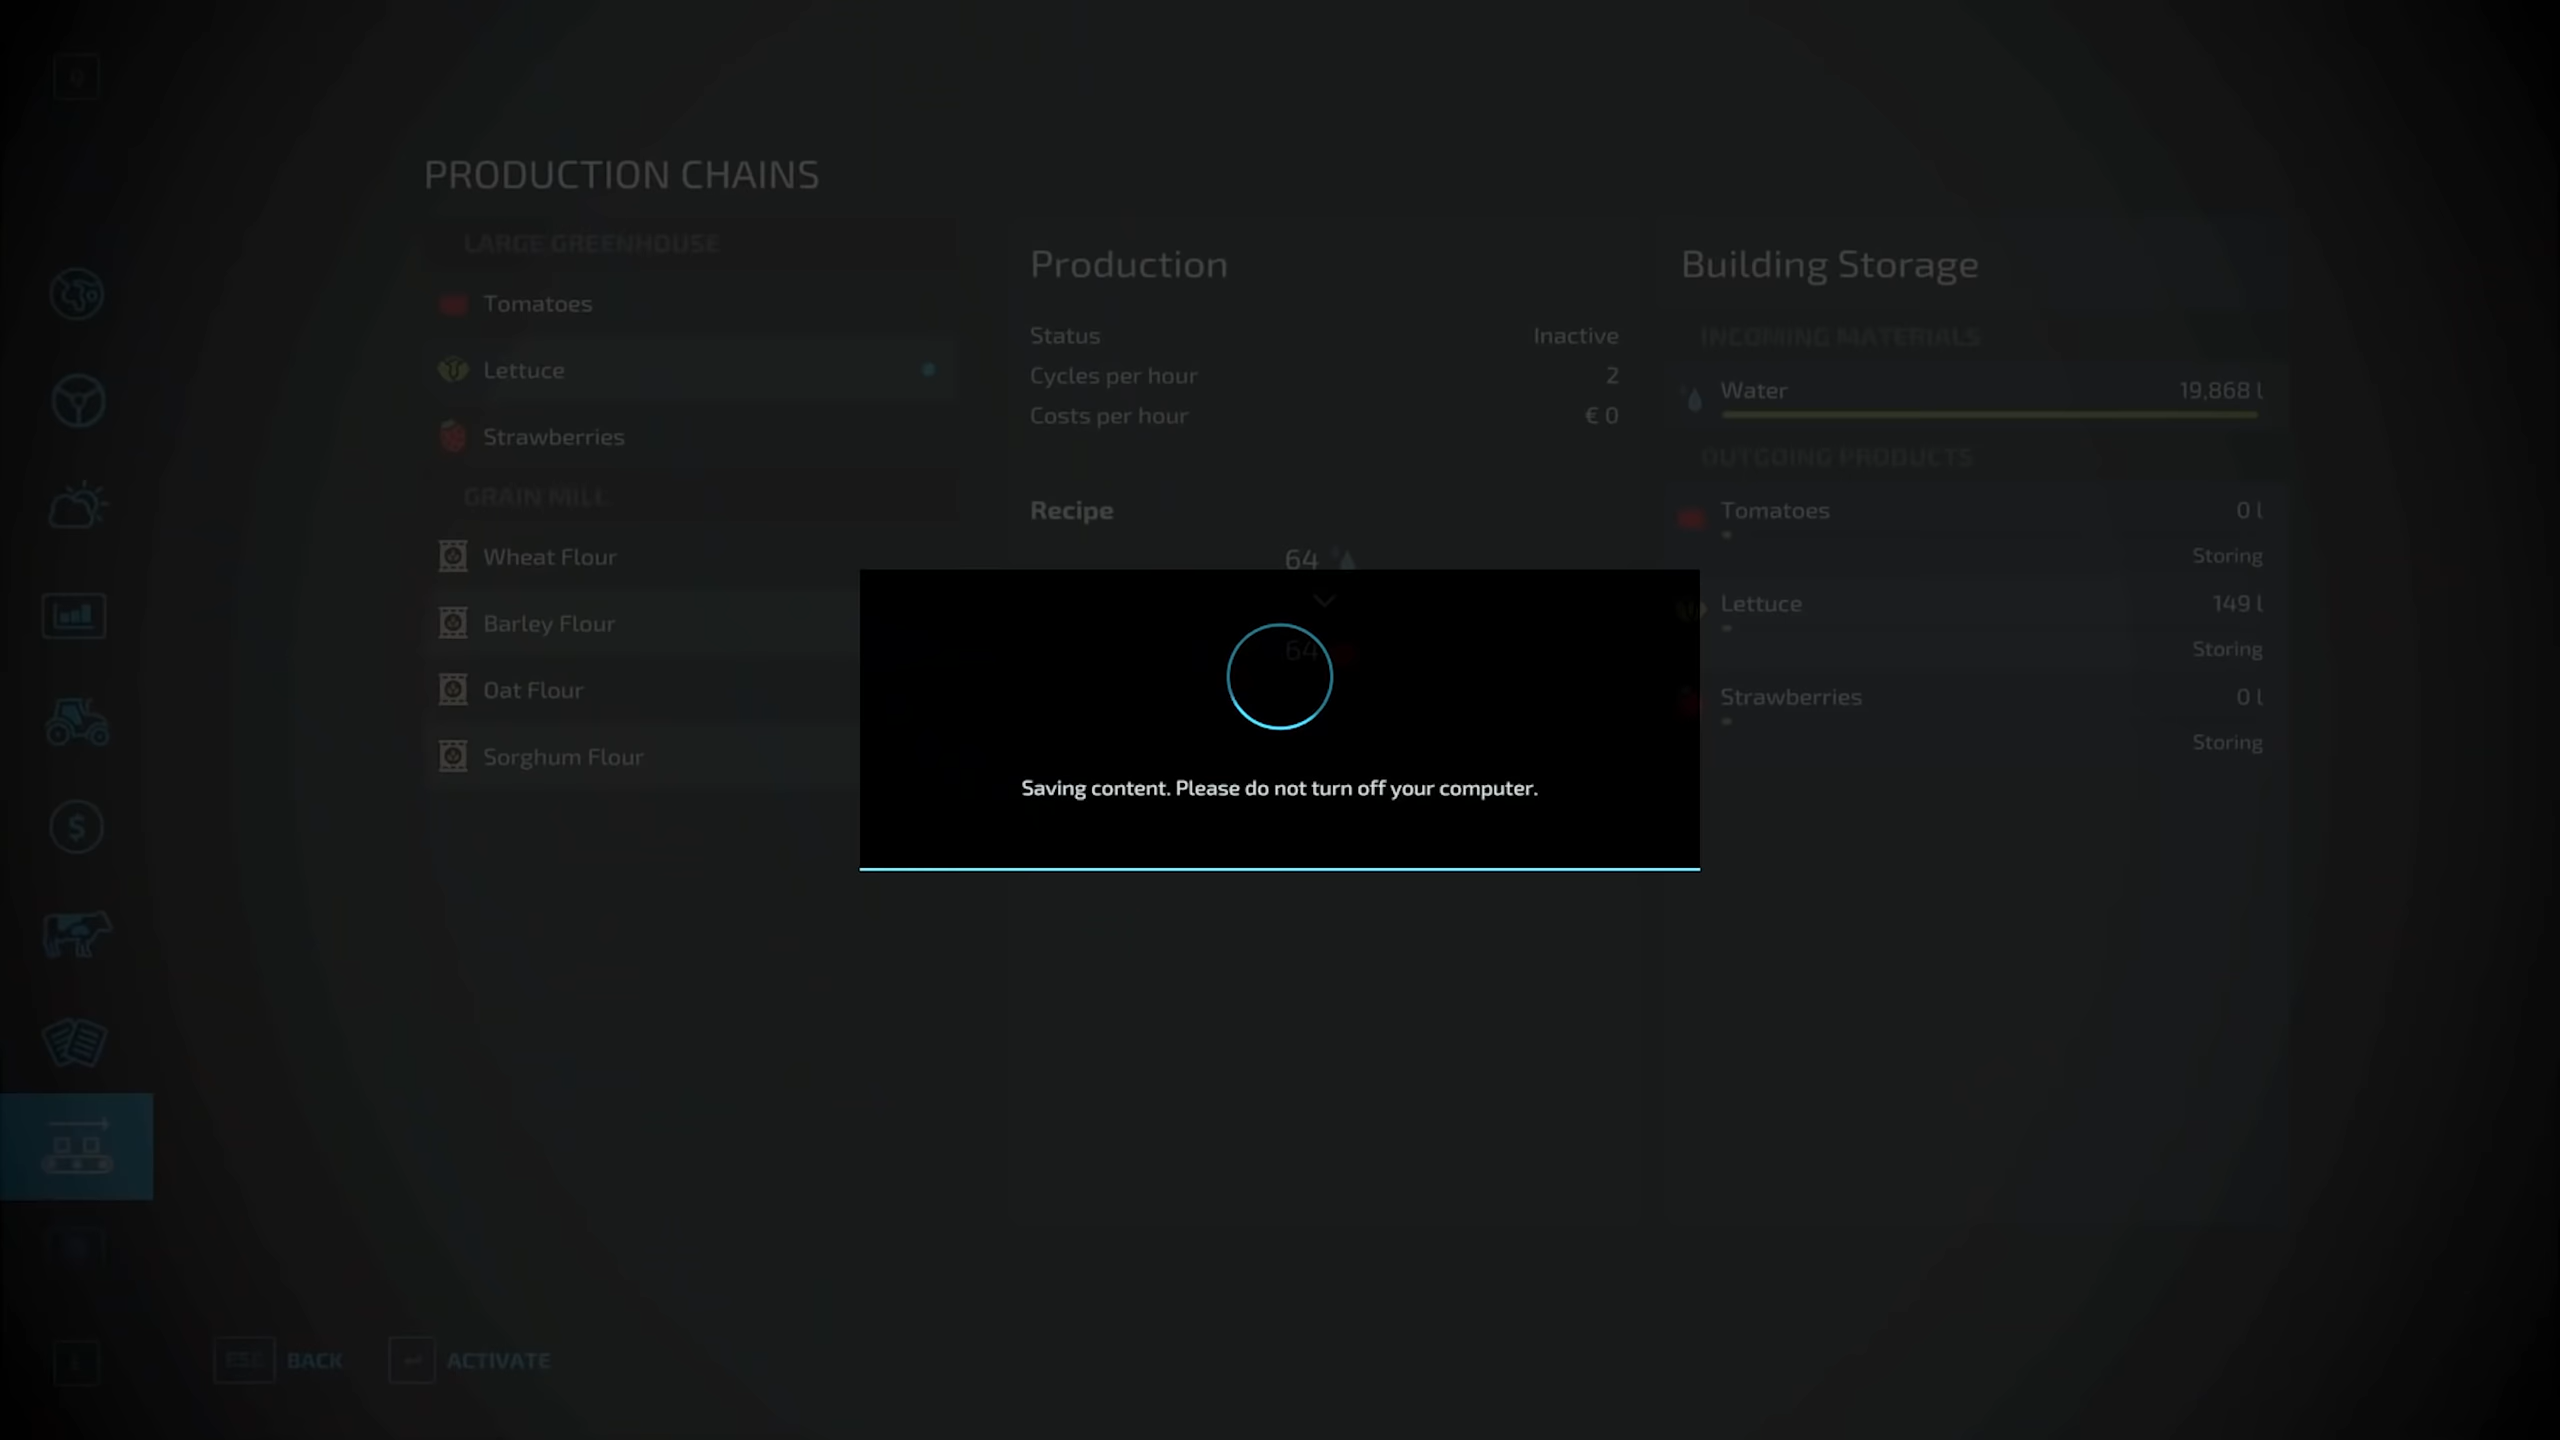 Q
PRODUCTION CHAINS
LARGE GREENHOUSE
Tomatoes
Lettuce
Strawberries
GRAIN MILL
Wheat Flour
Barley Flour
Oat Flour
Sorghum Flour
Production
Status Inactive
Cycles per hour 2
Costs per hour € 0
Recipe
64
64
Building Storage
INCOMING MATERIALS
Water 19,868 l
OUTGOING PRODUCTS
Tomatoes 0 l
Storing
Lettuce 149 l
Storing
Strawberries 0 l
Storing
Saving content. Please do not turn off your computer.
E
ESC BACK
ACTIVATE